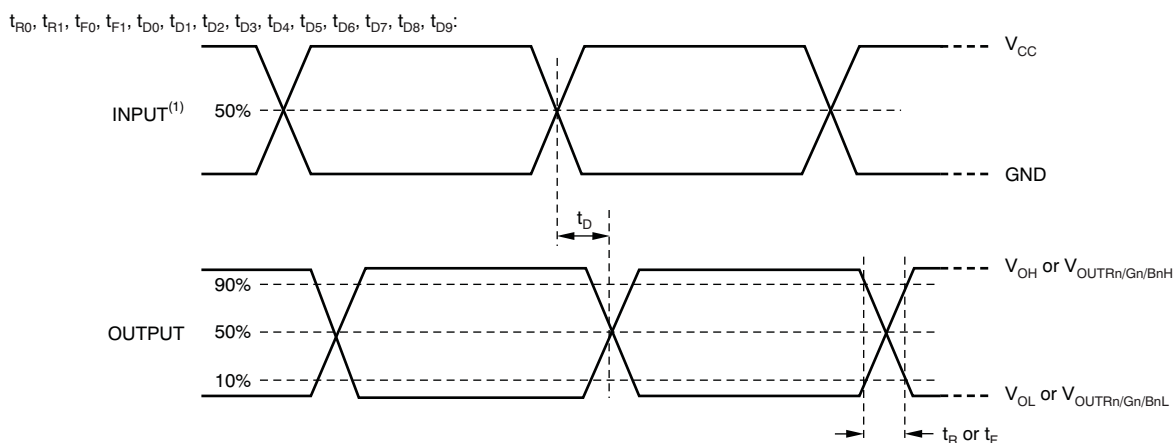 tR0, tR1, tF0, tF1, tD0, tD1, tD2, tD3, tD4, tD5, tD6, tD7, tD8, tD9:
VCC
INPUT(1) 50%
GND
tD
VOH or VOUTRn/Gn/BnH
90%
OUTPUT 50%
10%
VOL or VOUTRn/Gn/BnL
tR or tF